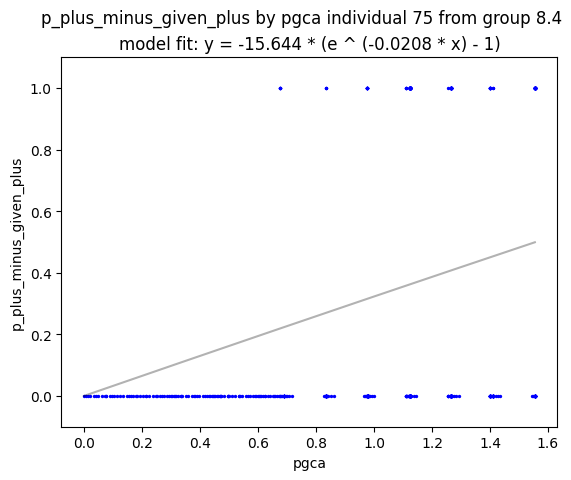 p_plus_minus_given_plus by pgca individual 75 from group 8.4
model fit: y = -15.644 * (e ^ (-0.0208 * x) - 1)
1.0
0.8
0.6
0.4
0.2
0.0
p_plus_minus_given_plus
0.0 0.2 0.4 0.6 0.8 1.0 1.2 1.4 1.6
pgca